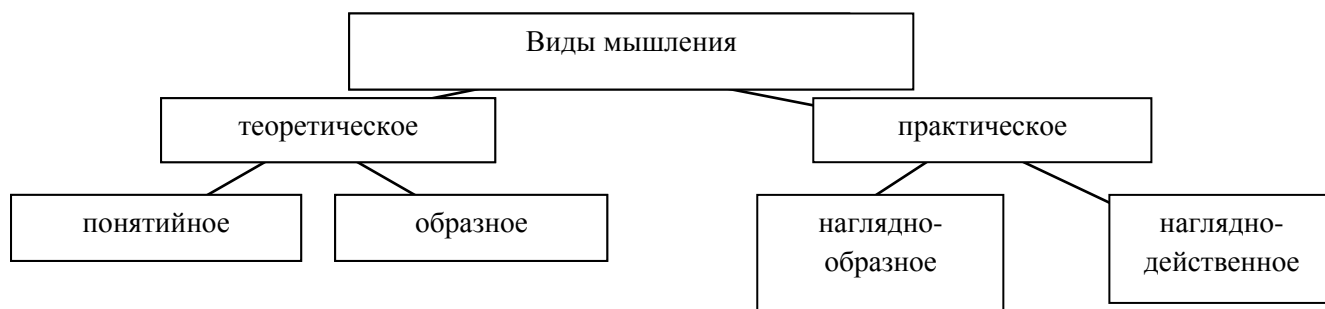 Виды мышления
теоретическое
практическое
понятийное
образное
наглядно-
образное
наглядно-
действенное